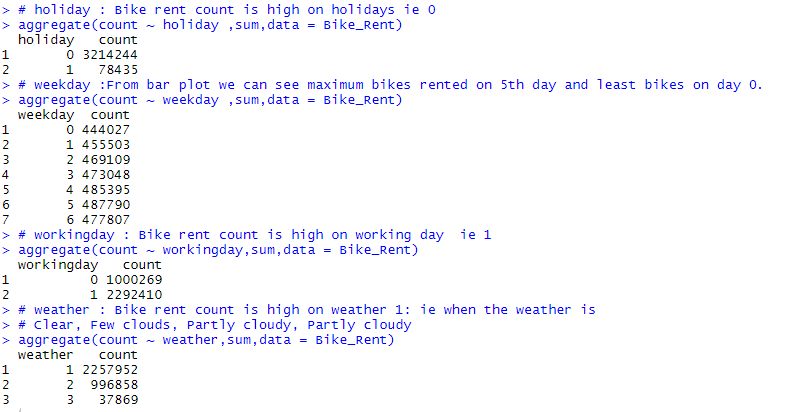 > # holiday : Bike rent count is high on holidays ie 0
> aggregate(count ~ holiday ,sum,data = Bike_Rent)
  holiday   count
1       0 3214244
2       1   78435
> # weekday :From bar plot we can see maximum bikes rented on 5th day and least bikes on day 0.
> aggregate(count ~ weekday ,sum,data = Bike_Rent)
  weekday  count
1       0 444027
2       1 455503
3       2 469109
4       3 473048
5       4 485395
6       5 487790
7       6 477807
> # workingday : Bike rent count is high on working day  ie 1
> aggregate(count ~ workingday,sum,data = Bike_Rent)
  workingday   count
1          0 1000269
2          1 2292410
> # weather : Bike rent count is high on weather 1: ie when the weather is
> # Clear, Few clouds, Partly cloudy, Partly cloudy
> aggregate(count ~ weather,sum,data = Bike_Rent)
  weather   count
1       1 2257952
2       2  996858
3       3   37869